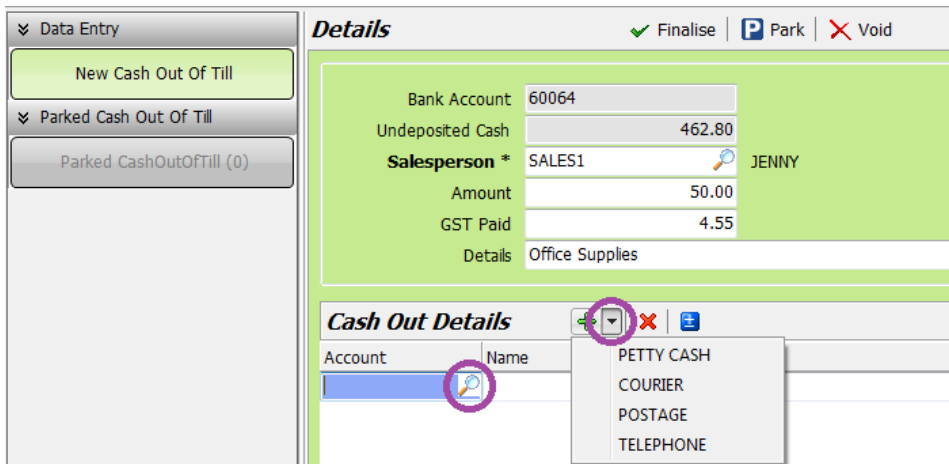 Data Entry
New Cash Out Of Till
Parked Cash Out Of Till
Parked CashOutOfTill (0)
Details Finalise P Park Void
Bank Account 60064
Undeposited Cash 462.80
Salesperson * SALES1 JENNY
Amount 50.00
GST Paid 4.55
Details Office Supplies
Cash Out Details
Account Name
PETTY CASH
COURIER
POSTAGE
TELEPHONE